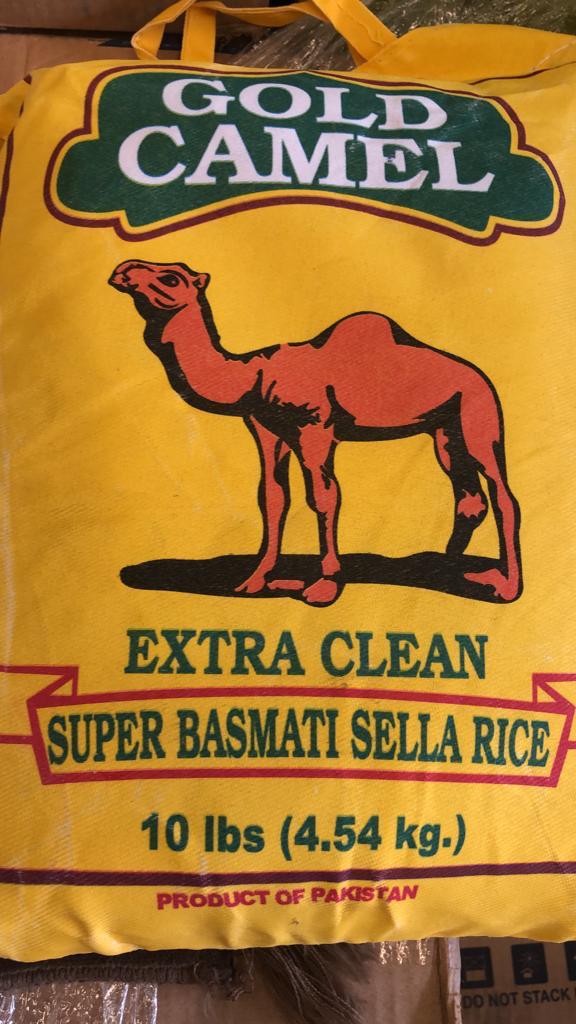 GOLD
CAMEL
EXTRA CLEAN
SUPER BASMATI SELLA RICE
10 lbs (4.54 kg.)
PRODUCT OF PAKISTAN
DO NOT STACK